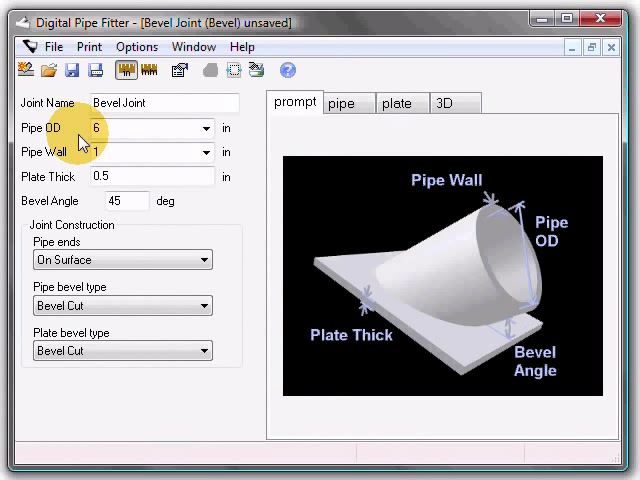 Digital Pipe Fitter - [Bevel Joint (Bevel) unsaved]
File Print Options Window Help
Joint Name Bevel Joint
Pipe OD 6 in
Pipe Wall 1 in
Plate Thick 0.5 in
Bevel Angle 45 deg
Joint Construction
Pipe ends
On Surface
Pipe bevel type
Bevel Cut
Plate bevel type
Bevel Cut
prompt pipe plate 3D
Pipe Wall
Pipe
OD
Plate Thick
Bevel
Angle